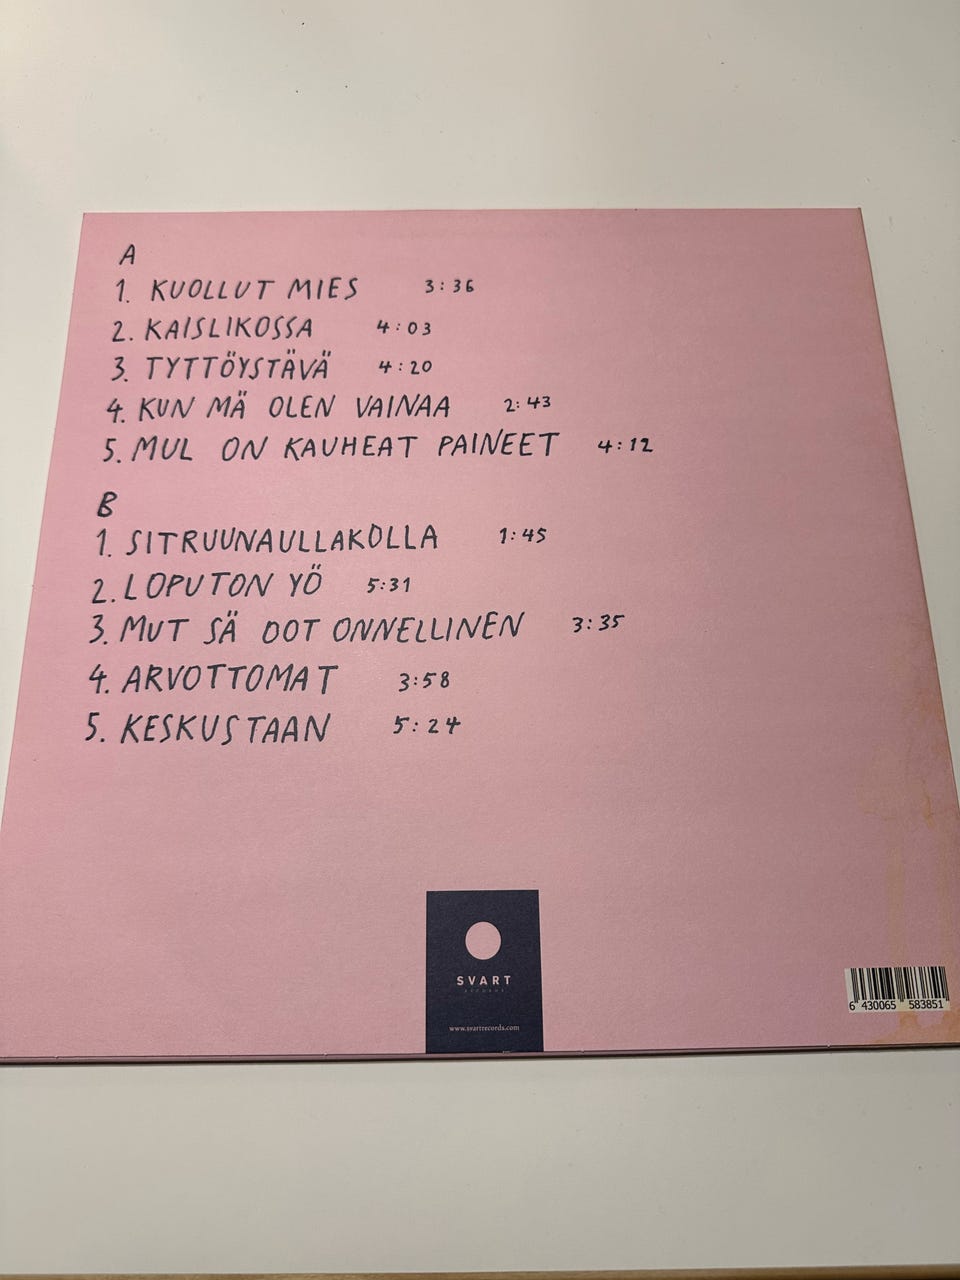 A
1. KUOLLUT MIES 3:36
2. KAISLIKOSSA 4:03
3. TYTTÖYSTÄVÄ 4:20
4. KUN MÄ OLEN VAINAA 2:43
5. MUL ON KAUHEAT PAINEET 4:12
B
1. SITRUUNAULLAKOLLA 1:45
2. LOPUTON YÖ 5:31
3. MUT SÄ OOT ONNELLINEN 3:35
4. ARVOTTOMAT 3:58
5. KESKUSTAAN 5:24
SVART
RECORDS
www.svartrecords.com
6 430065 583851